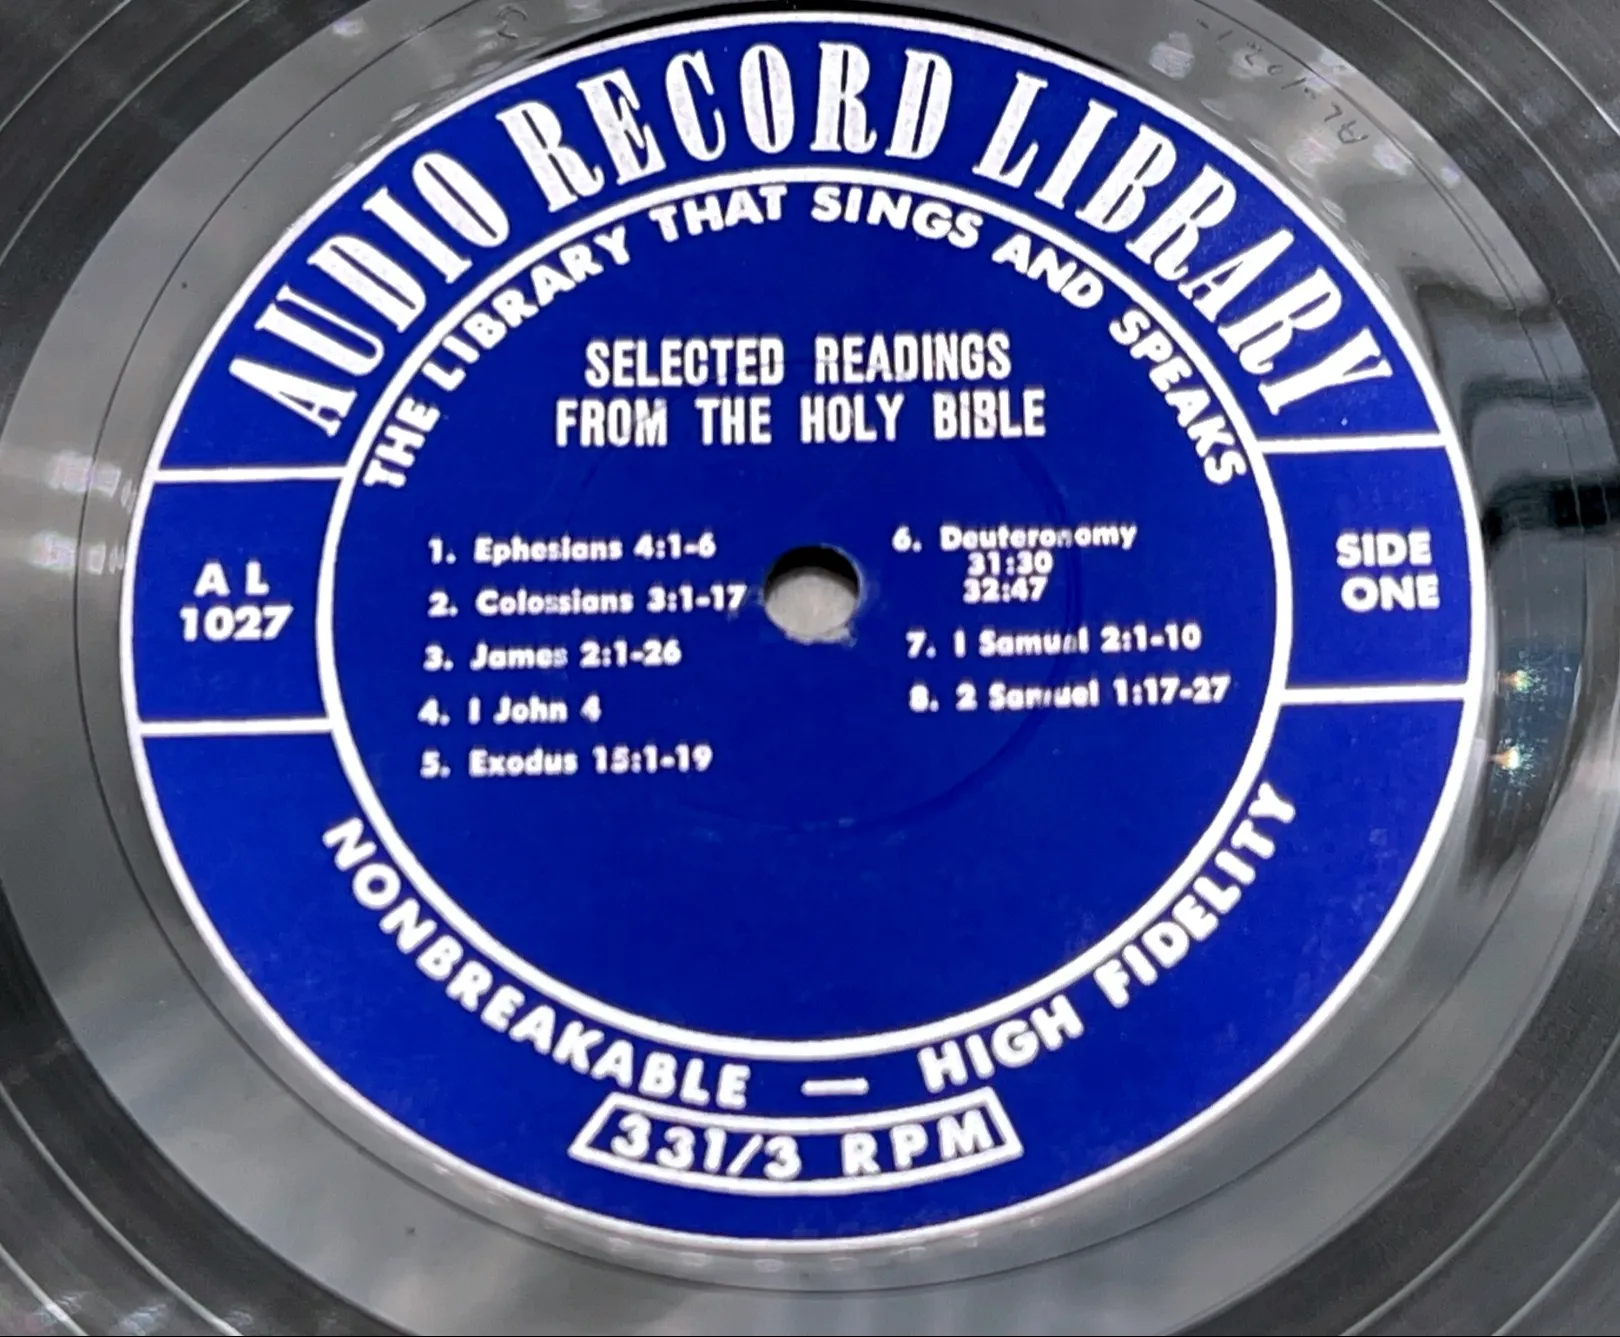 AUDIO RECORD LIBRARY
THE LIBRARY THAT SINGS AND SPEAKS
SELECTED READINGS
FROM THE HOLY BIBLE
A L
1027
SIDE
ONE
1. Ephesians 4:1-6
2. Colossians 3:1-17
3. James 2:1-26
4. I John 4
5. Exodus 15:1-19
6. Deuteronomy
31:30
32:47
7. I Samuel 2:1-10
8. 2 Samuel 1:17-27
NONBREAKABLE — HIGH FIDELITY
331/3 RPM